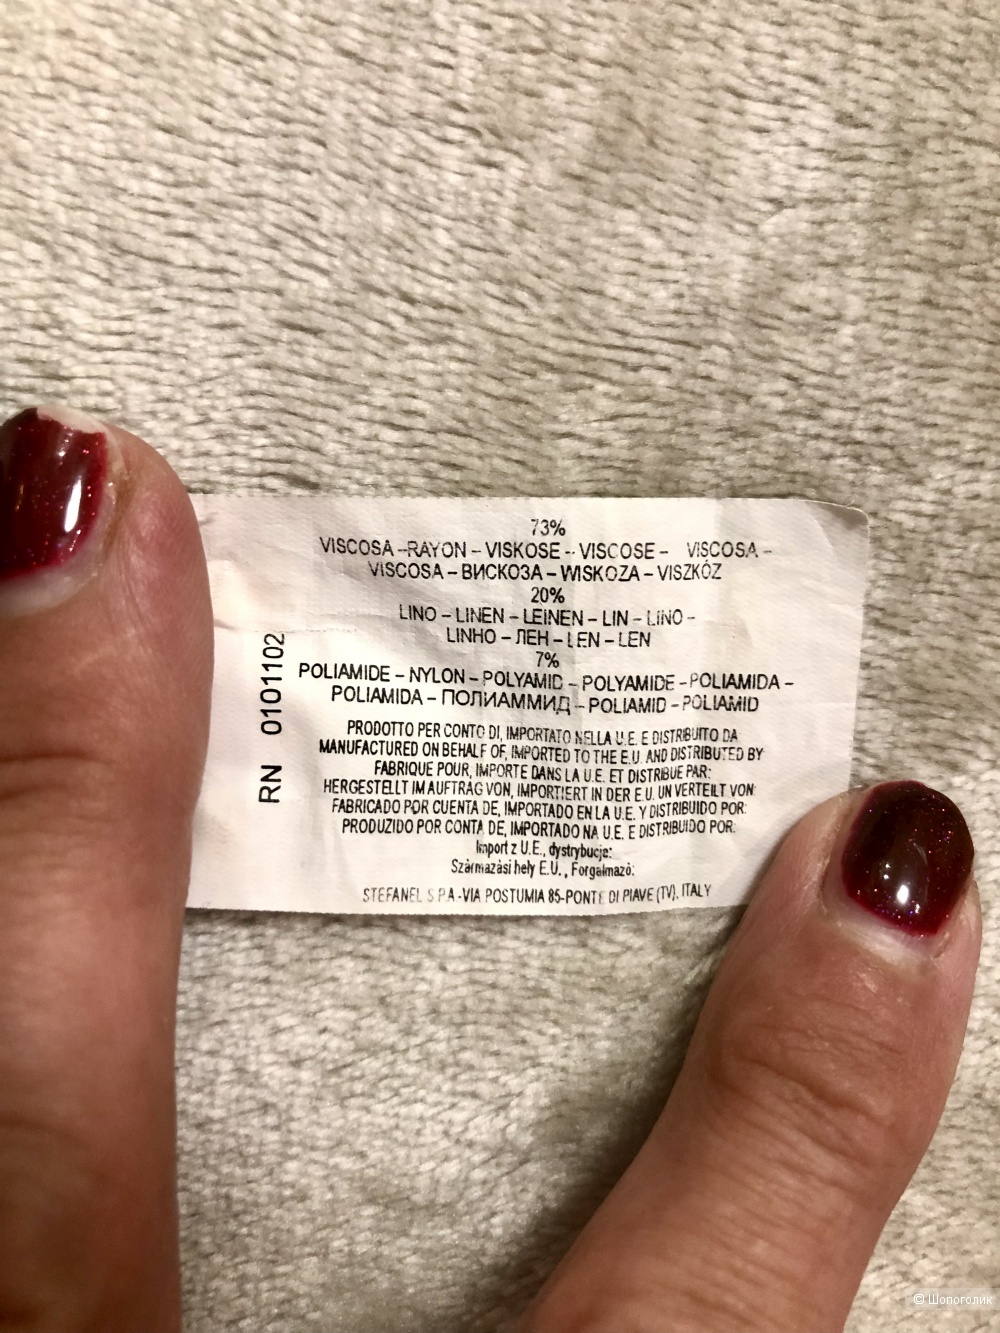 73%
VISCOSA –RAYON – VISKOSE -- VISCOSE – VISCOSA –
VISCOSA – ВИСКОЗА – WISKOZA – VISZKÓZ
20%
LINO – LINEN – LEINEN – LIN – LINO –
LINHO – ЛЕН – LEN – LEN
7%
POLIAMIDE – NYLON – POLYAMID – POLYAMIDE – POLIAMIDA –
POLIAMIDA – ПОЛИАММИД – POLIAMID – POLIAMID
PRODOTTO PER CONTO DI, IMPORTATO NELLA U.E. E DISTRIBUITO DA:
MANUFACTURED ON BEHALF OF, IMPORTED TO THE E.U. AND DISTRIBUTED BY
FABRIQUE POUR, IMPORTE DANS LA U.E. ET DISTRIBUE PAR:
HERGESTELLT IM AUFTRAG VON, IMPORTIERT IN DER E.U. UN VERTEILT VON:
FABRICADO POR CUENTA DE, IMPORTADO EN LA U.E. Y DISTRIBUIDO POR:
PRODUZIDO POR CONTA DE, IMPORTADO NA U.E. E DISTRIBUIDO POR:
Import z U.E., dystrybucje:
Származási hely E.U., Forgalmazó:
STEFANEL S.P.A.-VIA POSTUMIA 85-PONTE DI PIAVE (TV), ITALY
RN 0101102
© Шопоголик